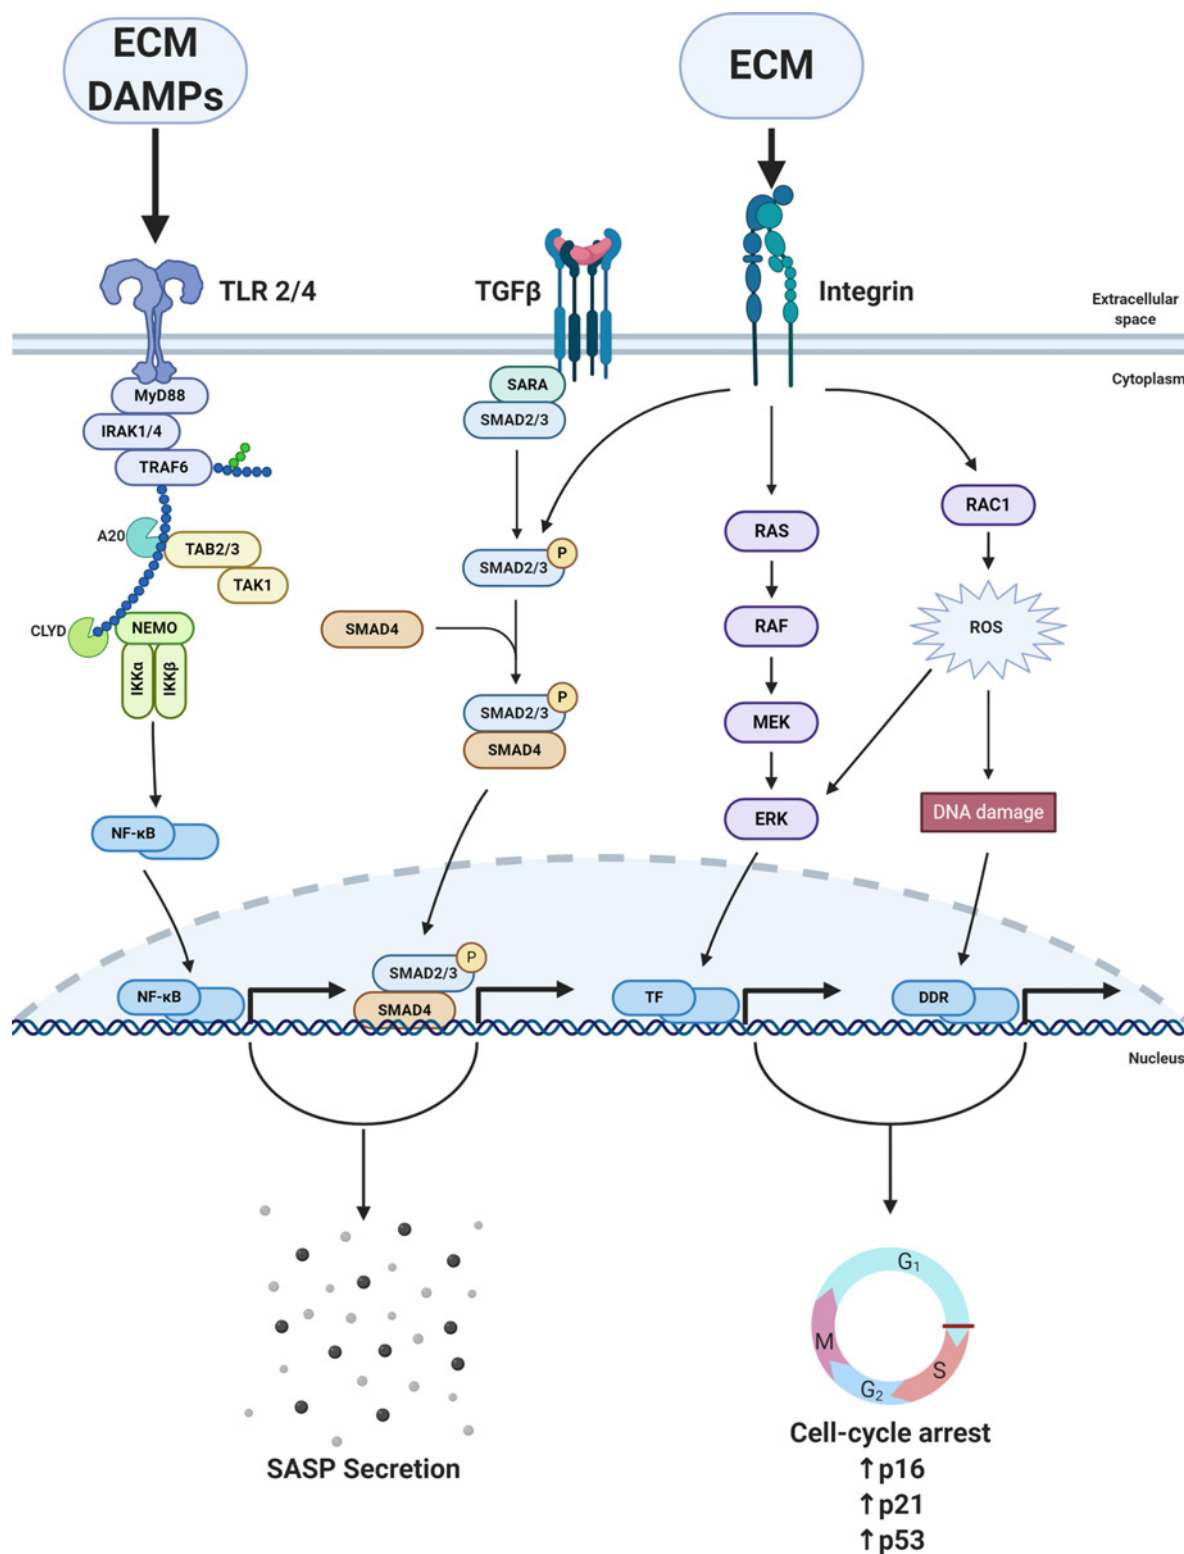 ECM
DAMPs
ECM
TLR 2/4
TGFβ
Integrin
Extracellular
space
Cytoplasm
MyD88
IRAK1/4
TRAF6
A20
TAB2/3
TAK1
CLYD
NEMO
IKKα
IKKβ
NF-κB
SARA
SMAD2/3
SMAD2/3
P
SMAD4
SMAD2/3
P
SMAD4
RAS
RAF
MEK
ERK
RAC1
ROS
DNA damage
NF-κB
SMAD2/3
P
SMAD4
TF
DDR
Nucleus
G₁
S
G₂
M
SASP Secretion
Cell-cycle arrest
↑p16
↑p21
↑p53